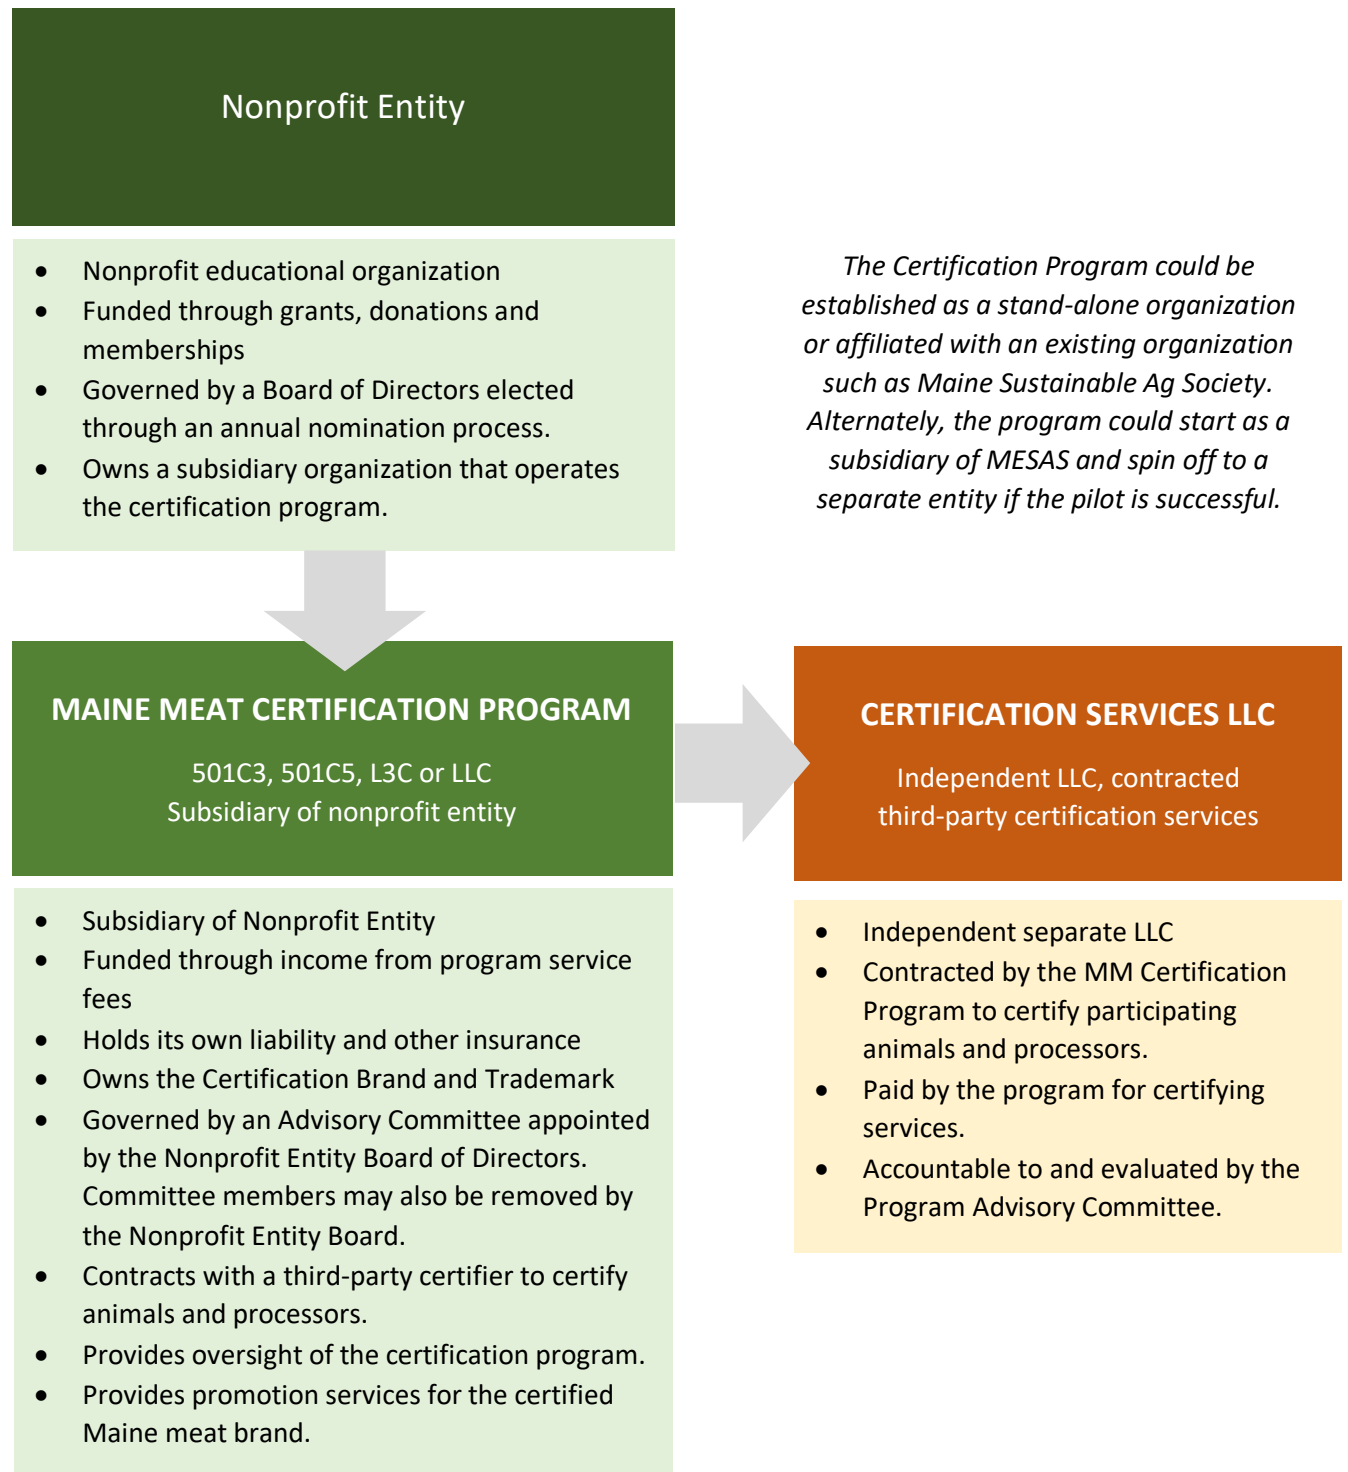 Nonprofit Entity
• Nonprofit educational organization
• Funded through grants, donations and
memberships
• Governed by a Board of Directors elected
through an annual nomination process.
• Owns a subsidiary organization that operates
the certification program.
The Certification Program could be
established as a stand-alone organization
or affiliated with an existing organization
such as Maine Sustainable Ag Society.
Alternately, the program could start as a
subsidiary of MESAS and spin off to a
separate entity if the pilot is successful.
MAINE MEAT CERTIFICATION PROGRAM
501C3, 501C5, L3C or LLC
Subsidiary of nonprofit entity
• Subsidiary of Nonprofit Entity
• Funded through income from program service
fees
• Holds its own liability and other insurance
• Owns the Certification Brand and Trademark
• Governed by an Advisory Committee appointed
by the Nonprofit Entity Board of Directors.
Committee members may also be removed by
the Nonprofit Entity Board.
• Contracts with a third-party certifier to certify
animals and processors.
• Provides oversight of the certification program.
• Provides promotion services for the certified
Maine meat brand.
CERTIFICATION SERVICES LLC
Independent LLC, contracted
third-party certification services
• Independent separate LLC
• Contracted by the MM Certification
Program to certify participating
animals and processors.
• Paid by the program for certifying
services.
• Accountable to and evaluated by the
Program Advisory Committee.